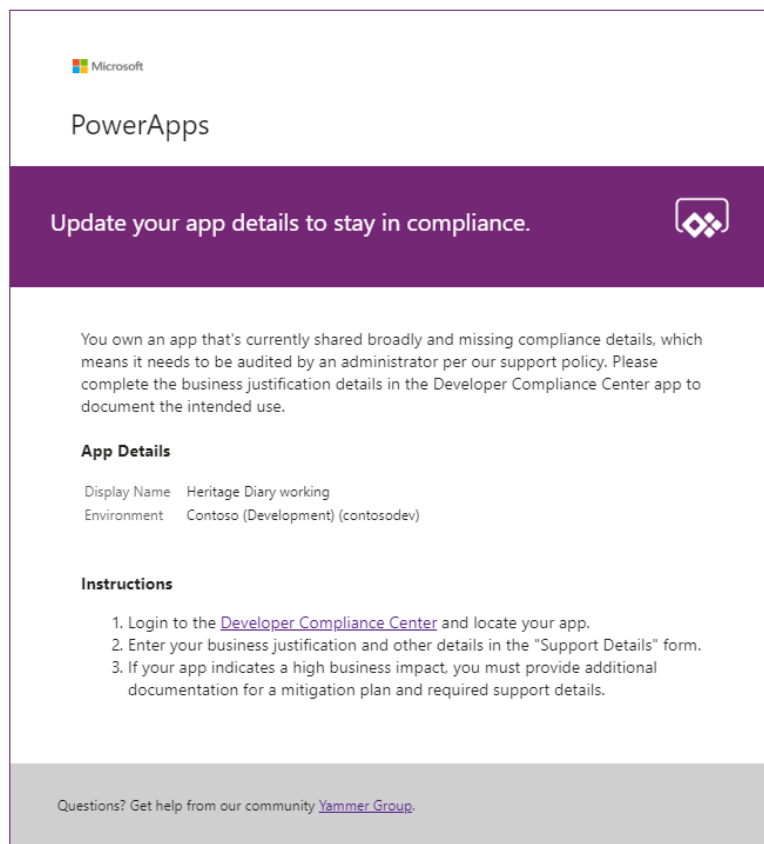 Microsoft
PowerApps
Update your app details to stay in compliance.
You own an app that's currently shared broadly and missing compliance details, which
means it needs to be audited by an administrator per our support policy. Please
complete the business justification details in the Developer Compliance Center app to
document the intended use.
App Details
Display Name Heritage Diary working
Environment Contoso (Development) (contosodev)
Instructions
1. Login to the Developer Compliance Center and locate your app.
2. Enter your business justification and other details in the "Support Details" form.
3. If your app indicates a high business impact, you must provide additional
documentation for a mitigation plan and required support details.
Questions? Get help from our community Yammer Group.